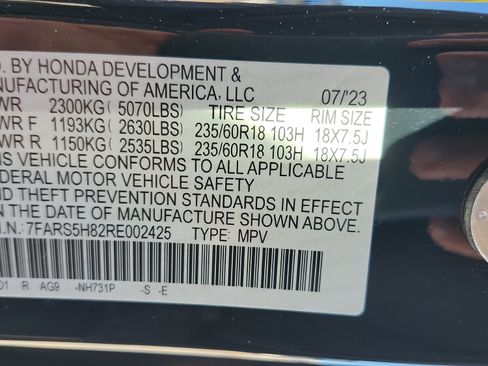 . BY HONDA DEVELOPMENT &
NUFACTURING OF AMERICA, LLC 07/'23
WR 2300KG (5070LBS) TIRE SIZE RIM SIZE
WR F 1193KG (2630LBS) 235/60R18 103H 18X7.5J
WR R 1150KG (2535LBS) 235/60R18 103H 18X7.5J
IS VEHICLE CONFORMS TO ALL APPLICABLE
DERAL MOTOR VEHICLE SAFETY
ND THEFT PREVENTION STANDARDS IN EFFECT
N THE DATE OF MANUFACTURE SHOWN ABOVE.
I.N.: 7FARS5H82RE002425 TYPE: MPV
01 R AG9 -NH731P -S -E